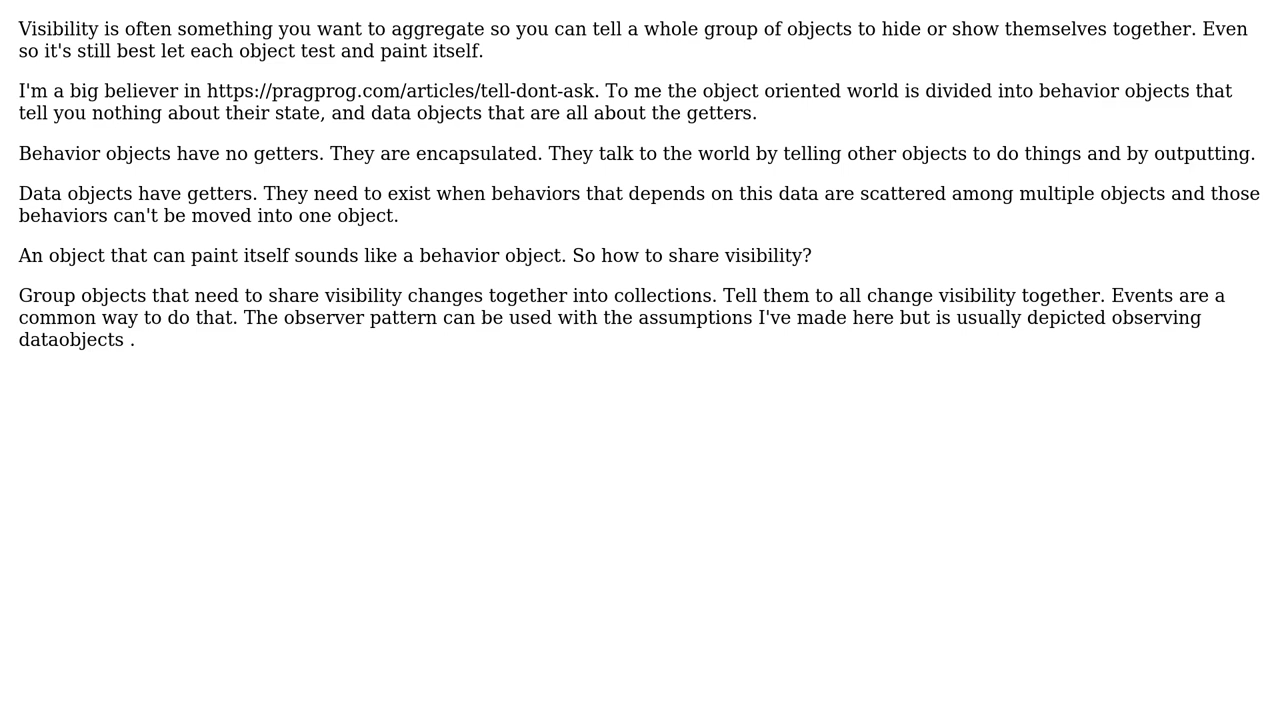 Visibility is often something you want to aggregate so you can tell a whole group of objects to hide or show themselves together. Even
so it's still best let each object test and paint itself.
I'm a big believer in https://pragprog.com/articles/tell-dont-ask. To me the object oriented world is divided into behavior objects that
tell you nothing about their state, and data objects that are all about the getters.
Behavior objects have no getters. They are encapsulated. They talk to the world by telling other objects to do things and by outputting.
Data objects have getters. They need to exist when behaviors that depends on this data are scattered among multiple objects and those
behaviors can't be moved into one object.
An object that can paint itself sounds like a behavior object. So how to share visibility?
Group objects that need to share visibility changes together into collections. Tell them to all change visibility together. Events are a
common way to do that. The observer pattern can be used with the assumptions I've made here but is usually depicted observing
dataobjects .